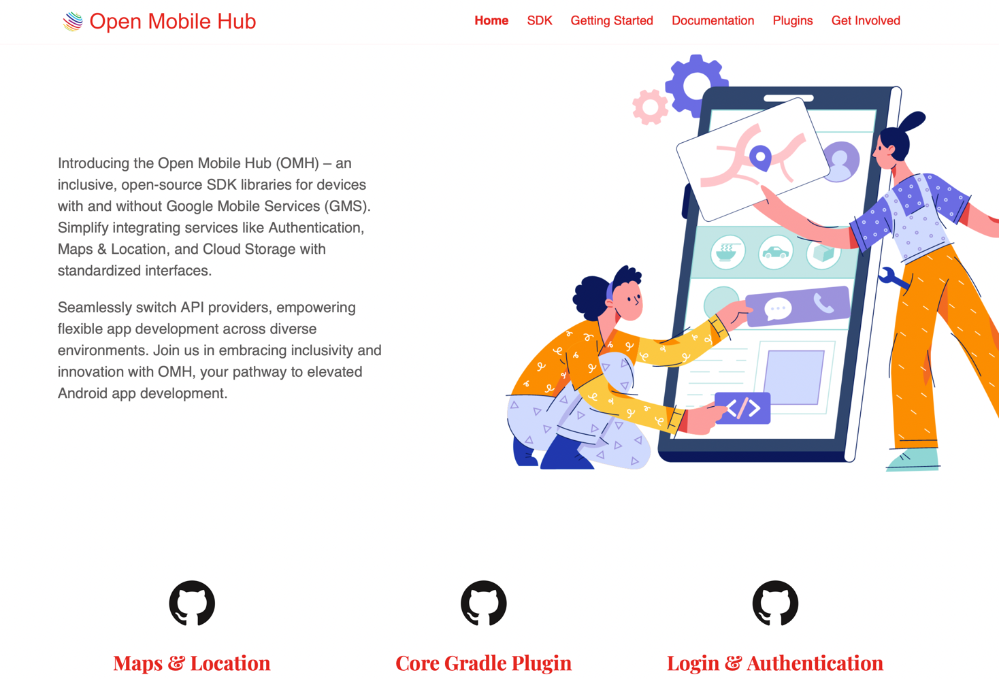 Open Mobile Hub
Home SDK Getting Started Documentation Plugins Get Involved
Introducing the Open Mobile Hub (OMH) – an
inclusive, open-source SDK libraries for devices
with and without Google Mobile Services (GMS).
Simplify integrating services like Authentication,
Maps & Location, and Cloud Storage with
standardized interfaces.
Seamlessly switch API providers, empowering
flexible app development across diverse
environments. Join us in embracing inclusivity and
innovation with OMH, your pathway to elevated
Android app development.
</>
Maps & Location
Core Gradle Plugin
Login & Authentication